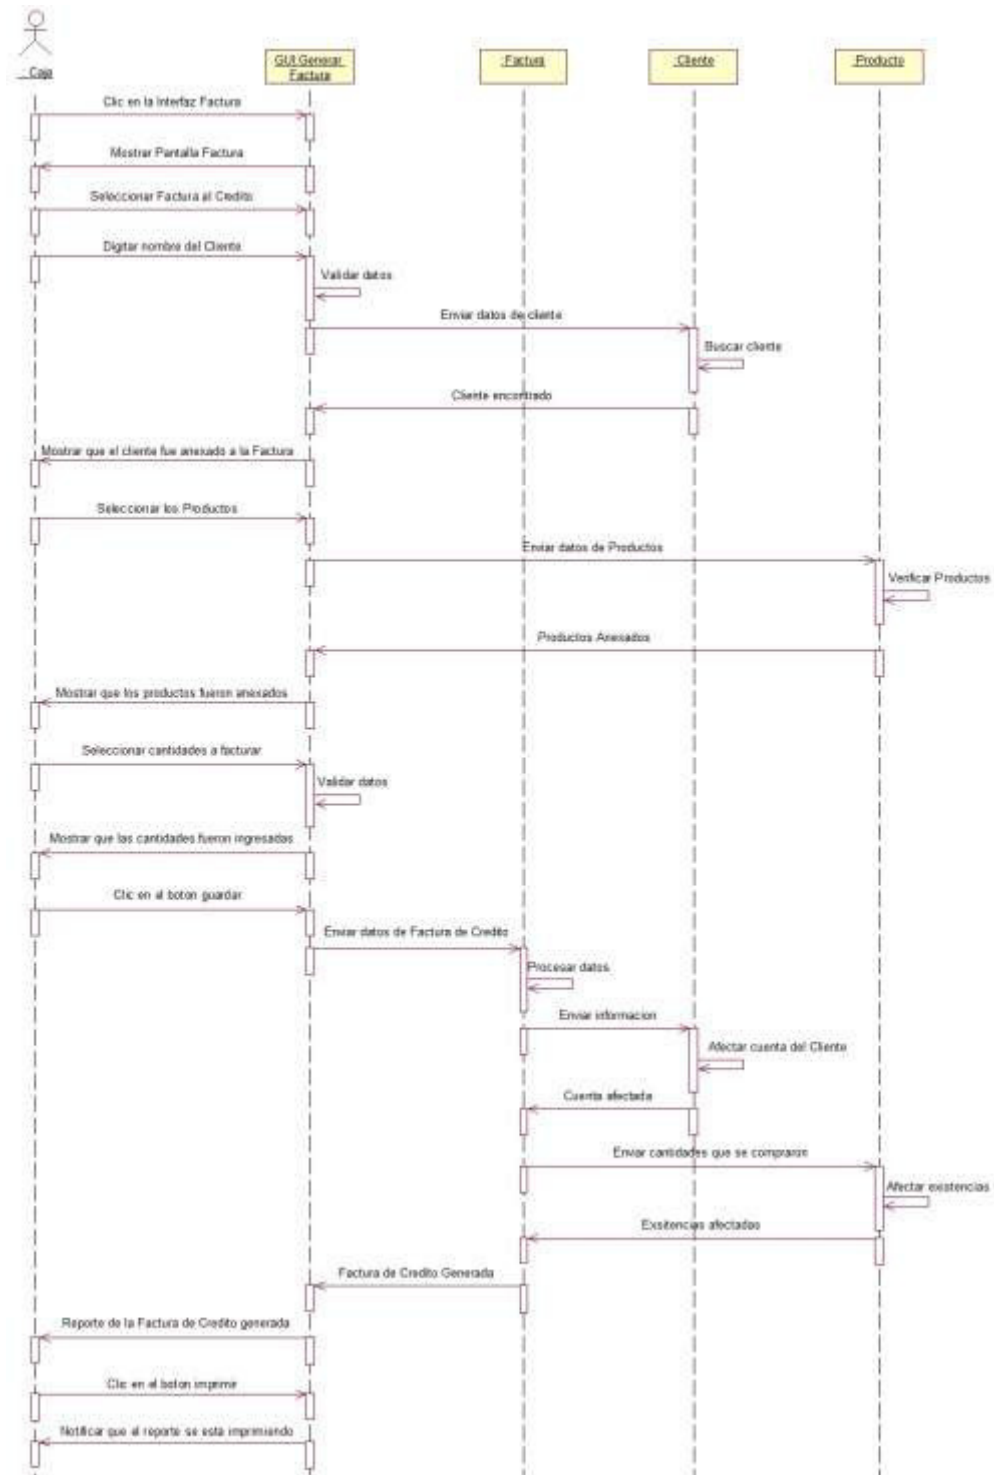 : Caja
GUI Generar
Factura
: Factura
: Cliente
: Producto
Clic en la Interfaz Factura
Mostrar Pantalla Factura
Seleccionar Factura al Credito
Digitar nombre del Cliente
Validar datos
Enviar datos de cliente
Buscar cliente
Cliente encontrado
Mostrar que el cliente fue anexado a la Factura
Seleccionar los Productos
Enviar datos de Productos
Verificar Productos
Productos Anexados
Mostrar que los productos fueron anexados
Seleccionar cantidades a facturar
Validar datos
Mostrar que las cantidades fueron ingresadas
Clic en al boton guardar
Enviar datos de Factura de Credito
Procesar datos
Enviar informacion
Afectar cuenta del Cliente
Cuenta afectada
Enviar cantidades que se compraron
Afectar existencias
Exsitencias afectadas
Factura de Credito Generada
Reporte de la Factura de Credito generada
Clic en el boton imprimir
Notificar que el reporte se esta imprimiendo